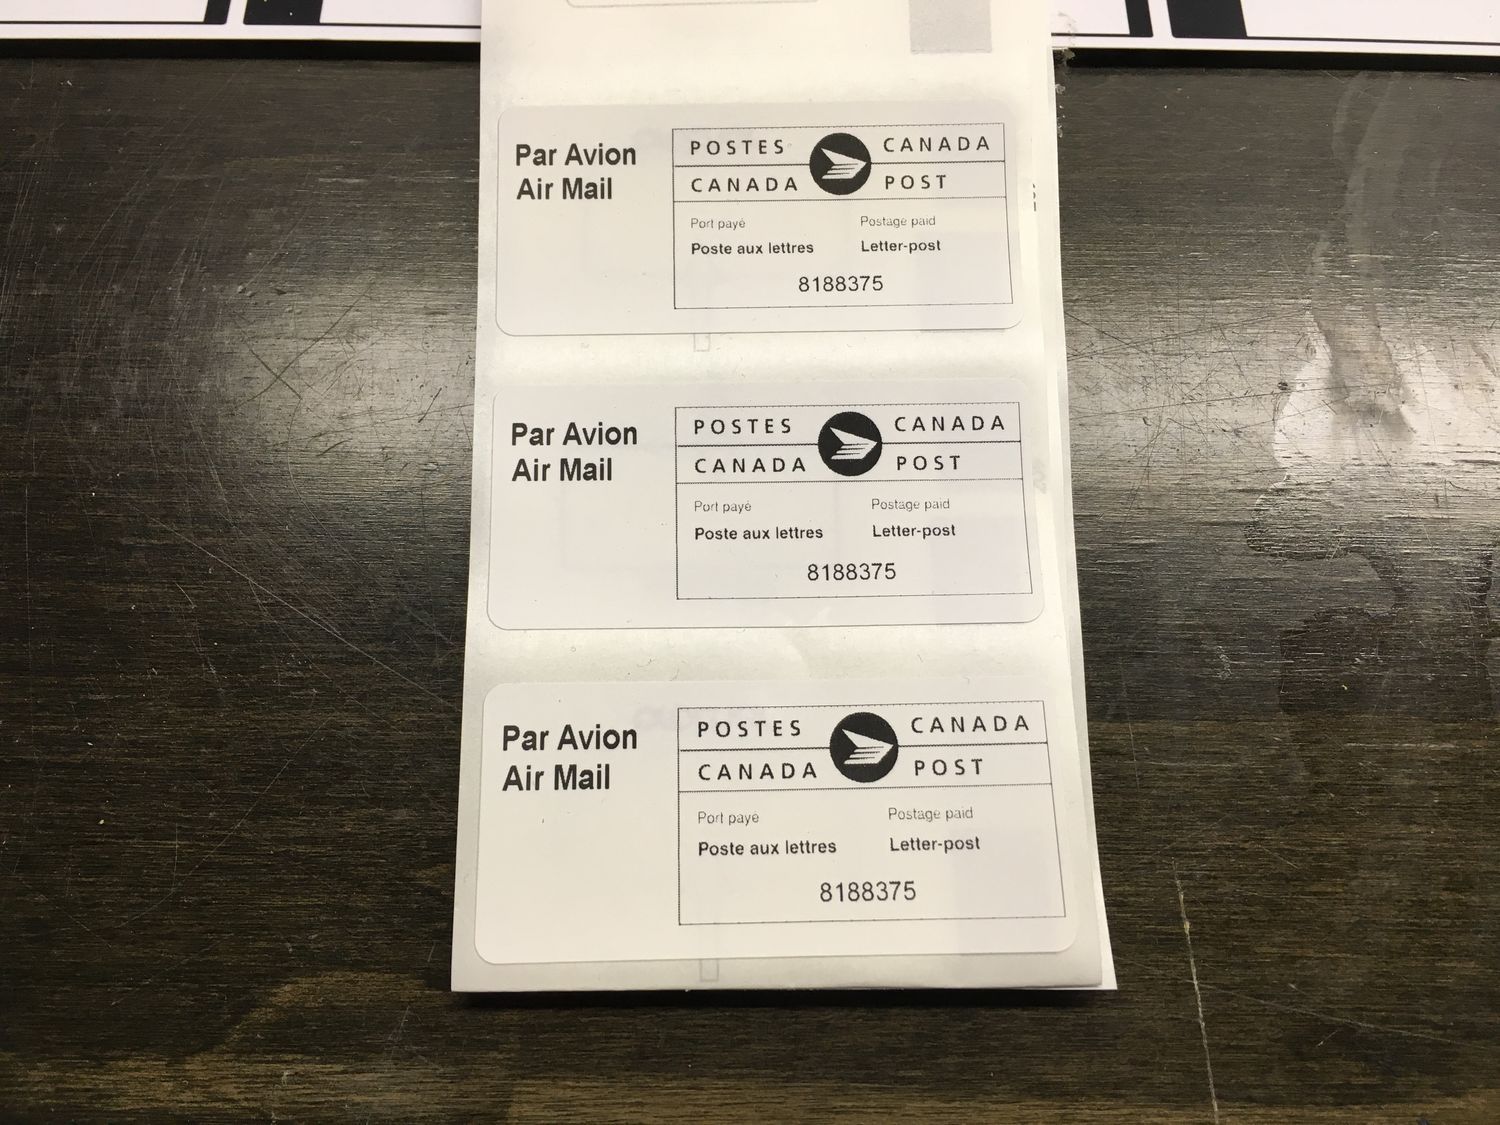 Par Avion
Air Mail
POSTES CANADA
CANADA POST
Port payé Postage paid
Poste aux lettres Letter-post
8188375
Par Avion
Air Mail
POSTES CANADA
CANADA POST
Port payé Postage paid
Poste aux lettres Letter-post
8188375
Par Avion
Air Mail
POSTES CANADA
CANADA POST
Port payé Postage paid
Poste aux lettres Letter-post
8188375